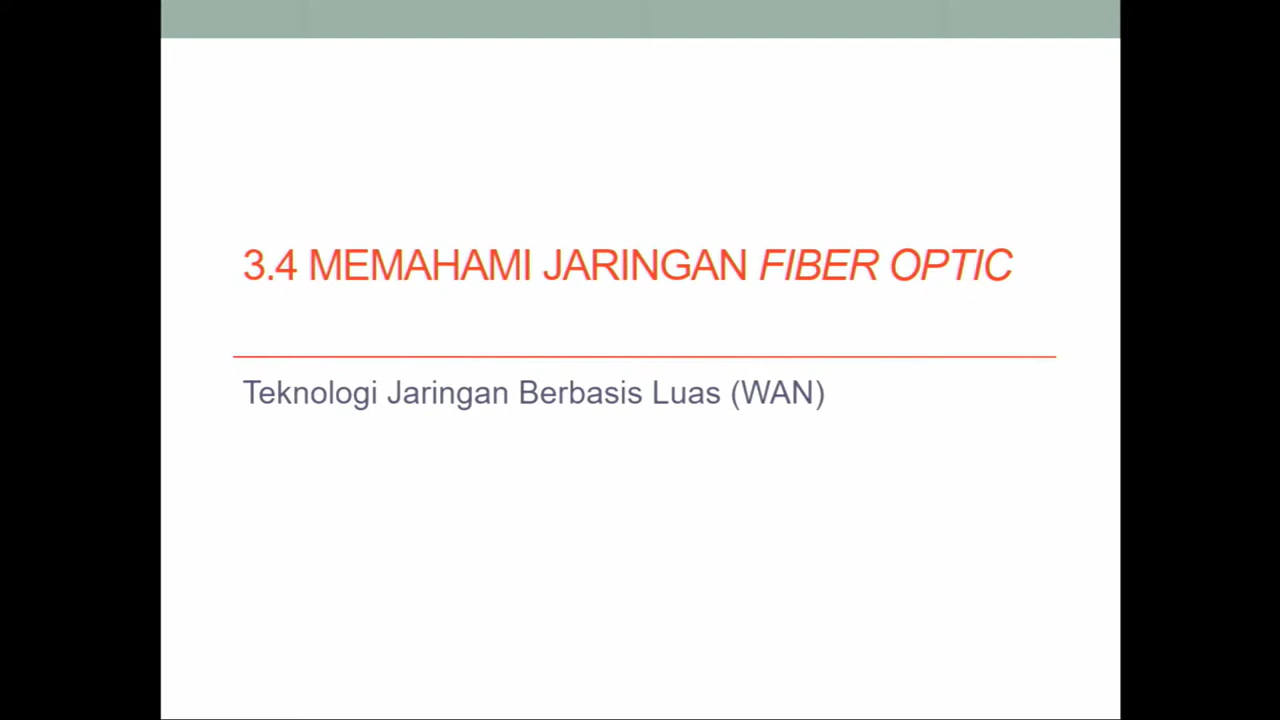 3.4 MEMAHAMI JARINGAN FIBER OPTIC
Teknologi Jaringan Berbasis Luas (WAN)